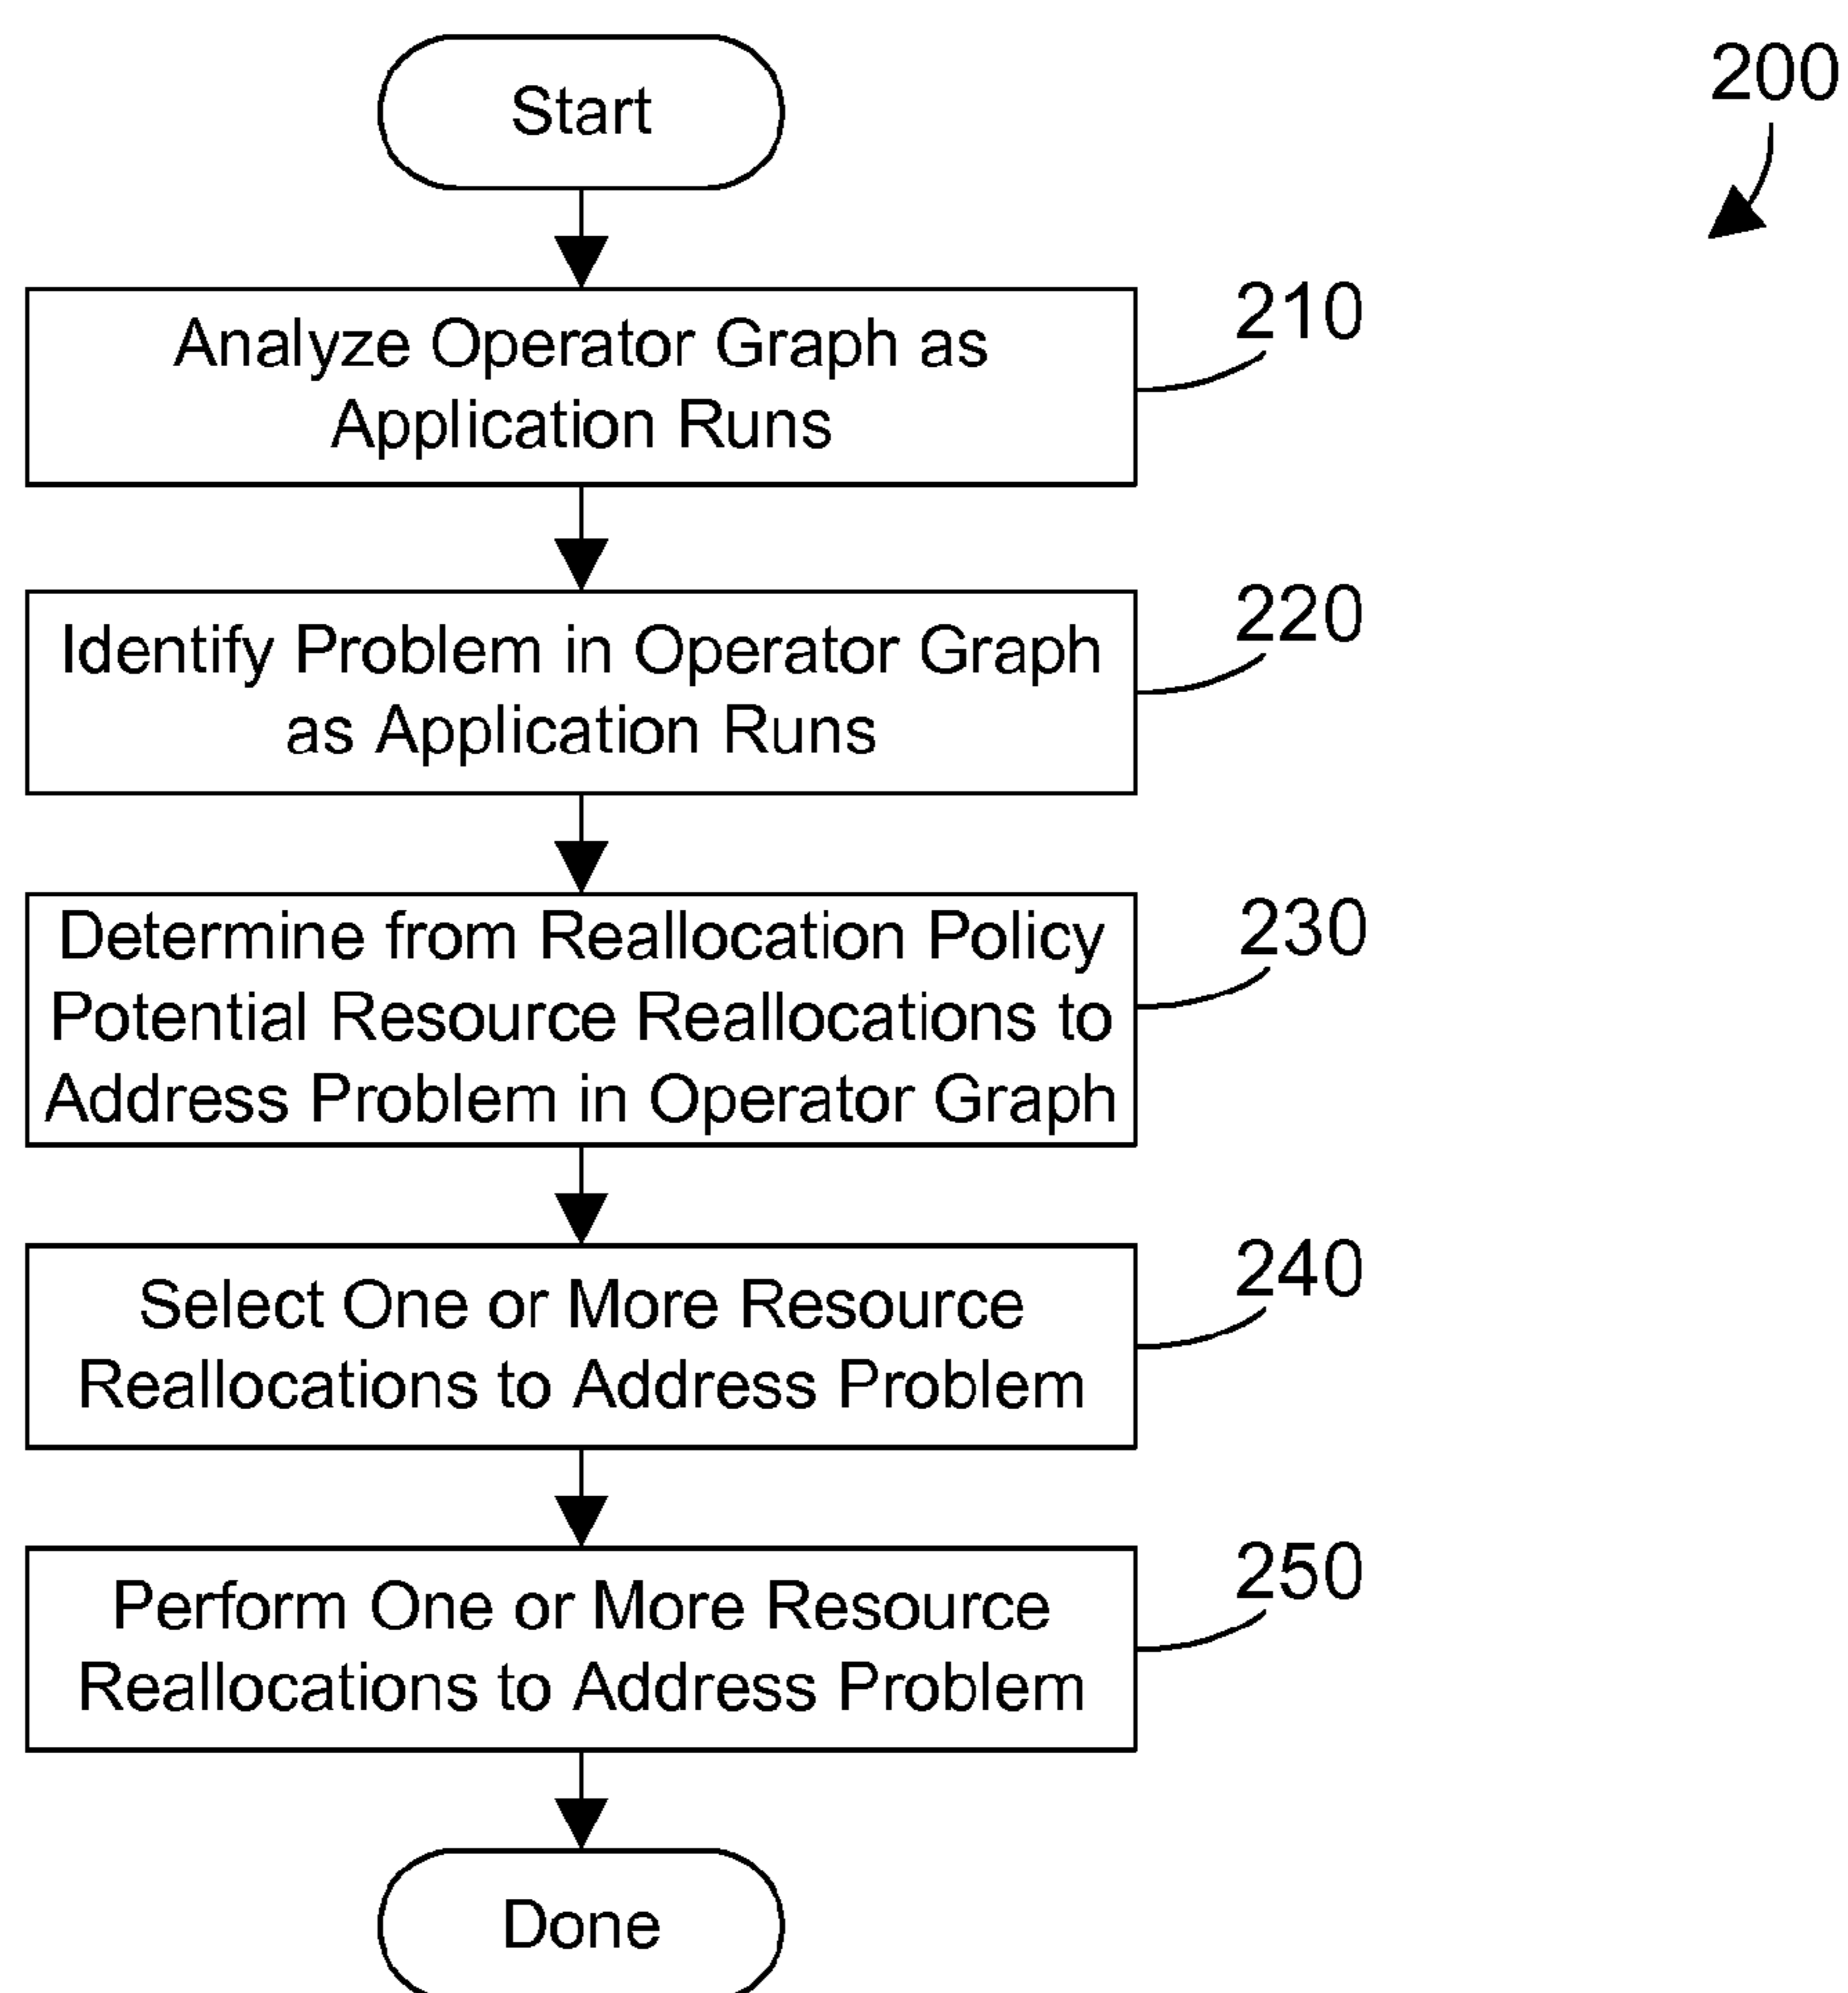 Start
200
Analyze Operator Graph as
Application Runs
210
Identify Problem in Operator Graph
as Application Runs
220
Determine from Reallocation Policy
Potential Resource Reallocations to
Address Problem in Operator Graph
230
Select One or More Resource
Reallocations to Address Problem
240
Perform One or More Resource
Reallocations to Address Problem
250
Done